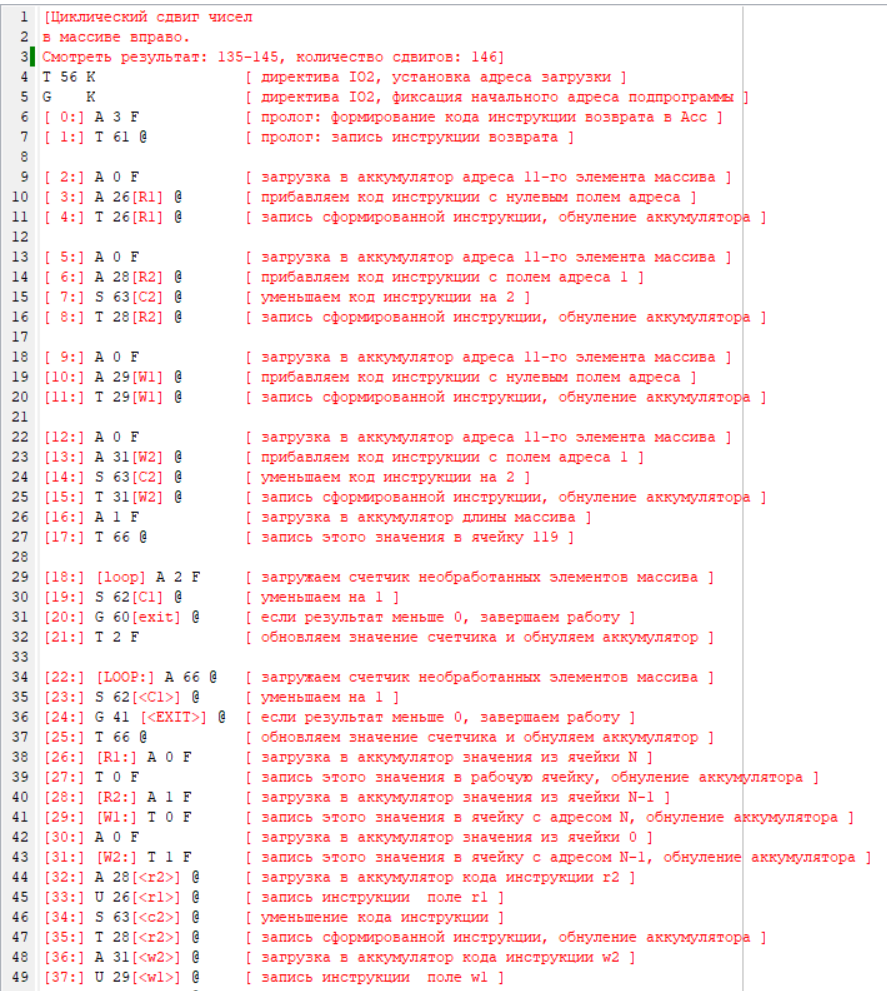 1 [Циклический сдвиг чисел
2 в массиве вправо.
3 Смотреть результат: 135-145, количество сдвигов: 146]
4 T 56 K [ директива IO2, установка адреса загрузки ]
5 G K [ директива IO2, фиксация начального адреса подпрограммы ]
6 [ 0:] A 3 F [ пролог: формирование кода инструкции возврата в Acc ]
7 [ 1:] T 61 @ [ пролог: запись инструкции возврата ]
8
9 [ 2:] A 0 F [ загрузка в аккумулятор адреса 11-го элемента массива ]
10 [ 3:] A 26[R1] @ [ прибавляем код инструкции с нулевым полем адреса ]
11 [ 4:] T 26[R1] @ [ запись сформированной инструкции, обнуление аккумулятора ]
12
13 [ 5:] A 0 F [ загрузка в аккумулятор адреса 11-го элемента массива ]
14 [ 6:] A 28[R2] @ [ прибавляем код инструкции с полем адреса 1 ]
15 [ 7:] S 63[C2] @ [ уменьшаем код инструкции на 2 ]
16 [ 8:] T 28[R2] @ [ запись сформированной инструкции, обнуление аккумулятора ]
17
18 [ 9:] A 0 F [ загрузка в аккумулятор адреса 11-го элемента массива ]
19 [10:] A 29[W1] @ [ прибавляем код инструкции с нулевым полем адреса ]
20 [11:] T 29[W1] @ [ запись сформированной инструкции, обнуление аккумулятора ]
21
22 [12:] A 0 F [ загрузка в аккумулятор адреса 11-го элемента массива ]
23 [13:] A 31[W2] @ [ прибавляем код инструкции с полем адреса 1 ]
24 [14:] S 63[C2] @ [ уменьшаем код инструкции на 2 ]
25 [15:] T 31[W2] @ [ запись сформированной инструкции, обнуление аккумулятора ]
26 [16:] A 1 F [ загрузка в аккумулятор длины массива ]
27 [17:] T 66 @ [ запись этого значения в ячейку 119 ]
28
29 [18:] [loop] A 2 F [ загружаем счетчик необработанных элементов массива ]
30 [19:] S 62[C1] @ [ уменьшаем на 1 ]
31 [20:] G 60[exit] @ [ если результат меньше 0, завершаем работу ]
32 [21:] T 2 F [ обновляем значение счетчика и обнуляем аккумулятор ]
33
34 [22:] [LOOP:] A 66 @ [ загружаем счетчик необработанных элементов массива ]
35 [23:] S 62[<C1>] @ [ уменьшаем на 1 ]
36 [24:] G 41 [<EXIT>] @ [ если результат меньше 0, завершаем работу ]
37 [25:] T 66 @ [ обновляем значение счетчика и обнуляем аккумулятор ]
38 [26:] [R1:] A 0 F [ загрузка в аккумулятор значения из ячейки N ]
39 [27:] T 0 F [ запись этого значения в рабочую ячейку, обнуление аккумулятора ]
40 [28:] [R2:] A 1 F [ загрузка в аккумулятор значения из ячейки N-1 ]
41 [29:] [W1:] T 0 F [ запись этого значения в ячейку с адресом N, обнуление аккумулятора ]
42 [30:] A 0 F [ загрузка в аккумулятор значения из ячейки 0 ]
43 [31:] [W2:] T 1 F [ запись этого значения в ячейку с адресом N-1, обнуление аккумулятора ]
44 [32:] A 28[<r2>] @ [ загрузка в аккумулятор кода инструкции r2 ]
45 [33:] U 26[<r1>] @ [ запись инструкции поле r1 ]
46 [34:] S 63[<c2>] @ [ уменьшение кода инструкции ]
47 [35:] T 28[<r2>] @ [ запись сформированной инструкции, обнуление аккумулятора ]
48 [36:] A 31[<w2>] @ [ загрузка в аккумулятор кода инструкции w2 ]
49 [37:] U 29[<w1>] @ [ запись инструкции поле w1 ]